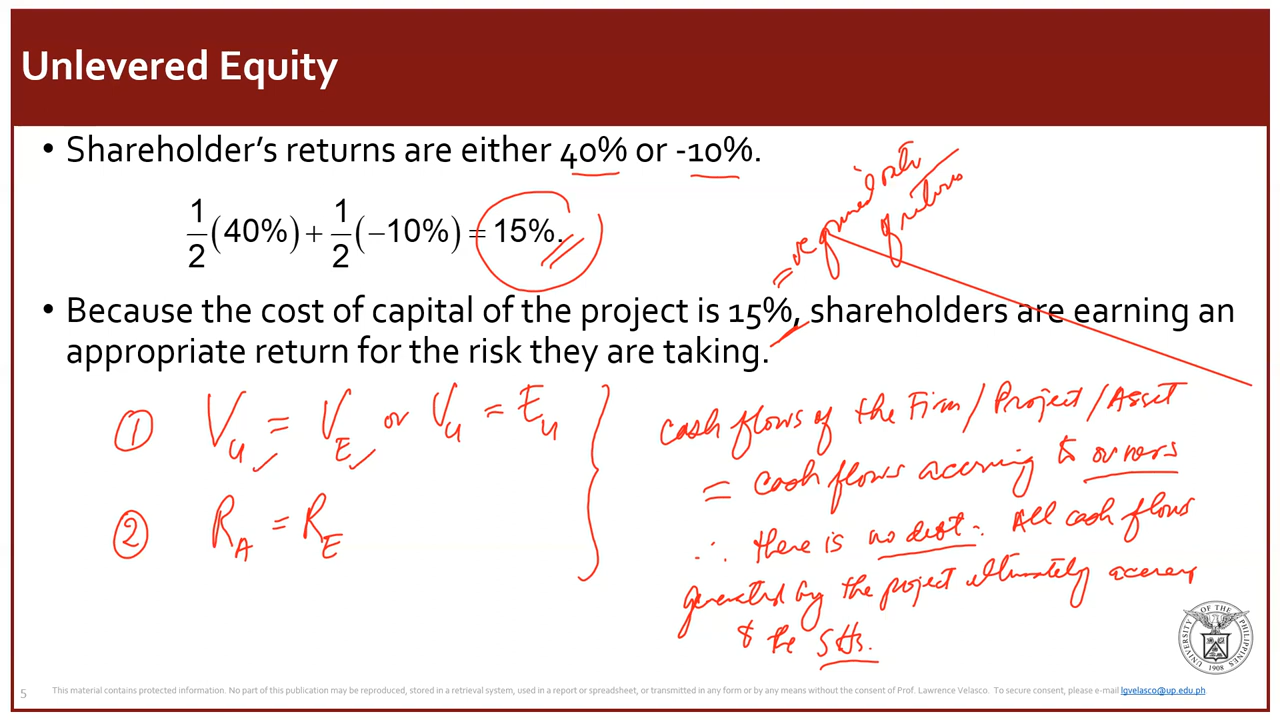 Unlevered Equity
• Shareholder's returns are either 40% or -10%.
1/2 (40%) + 1/2 (−10%) = 15%.
= required rate
of return
• Because the cost of capital of the project is 15%, shareholders are earning an
appropriate return for the risk they are taking.
① V_U = V_E or V_U = E_U
② R_A = R_E
cash flows of the Firm / Project / Asset
= cash flows accruing to owners
∴ there is no debt. All cash flows
generated by the project ultimately
to the SHs.
UNIVERSITY OF THE PHILIPPINES
1908
5
This material contains protected information. No part of this publication may be reproduced, stored in a retrieval system, used in a report or spreadsheet, or transmitted in any form or by any means without the consent of Prof. Lawrence Velasco. To secure consent, please e-mail lgvelasco@up.edu.ph